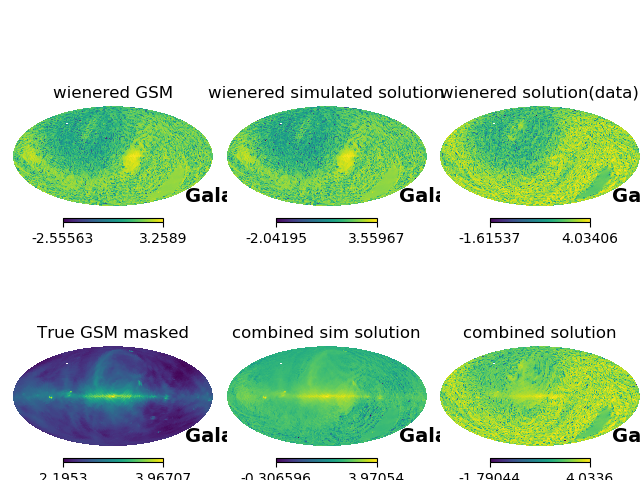 wienered GSM
wienered simulated solution
wienered solution(data)
Gala
Gala
Ga
-2.55563 3.2589
-2.04195 3.55967
-1.61537 4.03406
True GSM masked
combined sim solution
combined solution
Gala
Gala
Ga
2.1953 3.96707
-0.306596 3.97054
-1.79044 4.0336